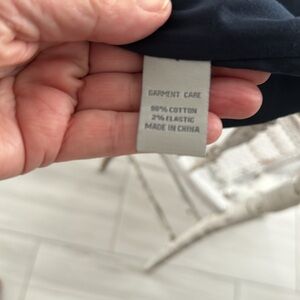 GARMENT CARE
98% COTTON
2% ELASTIC
MADE IN CHINA